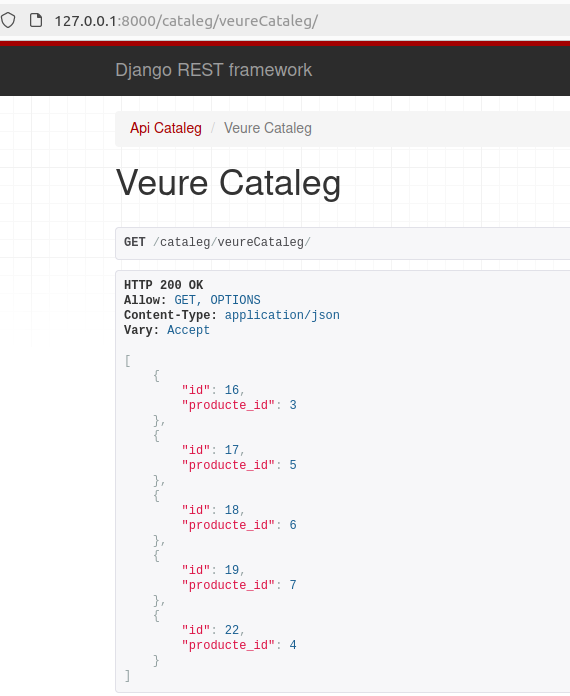 127.0.0.1:8000/cataleg/veureCataleg/
Django REST framework
Api Cataleg / Veure Cataleg
Veure Cataleg
GET /cataleg/veureCataleg/
HTTP 200 OK
Allow: GET, OPTIONS
Content-Type: application/json
Vary: Accept
[
    {
        "id": 16,
        "producte_id": 3
    },
    {
        "id": 17,
        "producte_id": 5
    },
    {
        "id": 18,
        "producte_id": 6
    },
    {
        "id": 19,
        "producte_id": 7
    },
    {
        "id": 22,
        "producte_id": 4
    }
]